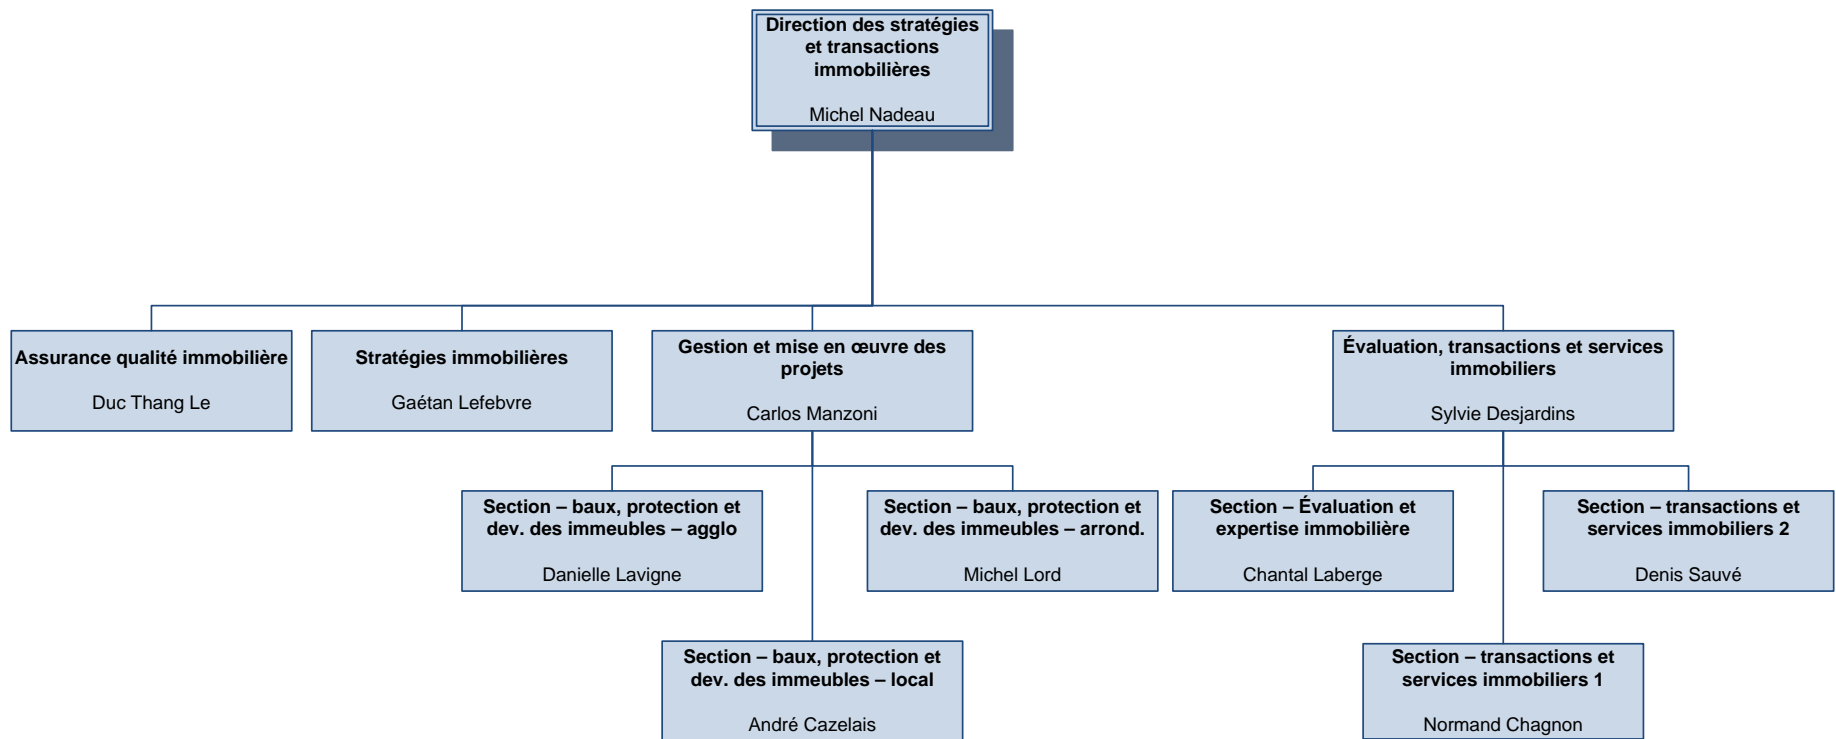 Direction des stratégies
et transactions
immobilières
Michel Nadeau
Assurance qualité immobilière
Duc Thang Le
Stratégies immobilières
Gaétan Lefebvre
Gestion et mise en œuvre des
projets
Carlos Manzoni
Évaluation, transactions et services
immobiliers
Sylvie Desjardins
Section – baux, protection et
dev. des immeubles – agglo
Danielle Lavigne
Section – baux, protection et
dev. des immeubles – arrond.
Michel Lord
Section – Évaluation et
expertise immobilière
Chantal Laberge
Section – transactions et
services immobiliers 2
Denis Sauvé
Section – baux, protection et
dev. des immeubles – local
André Cazelais
Section – transactions et
services immobiliers 1
Normand Chagnon